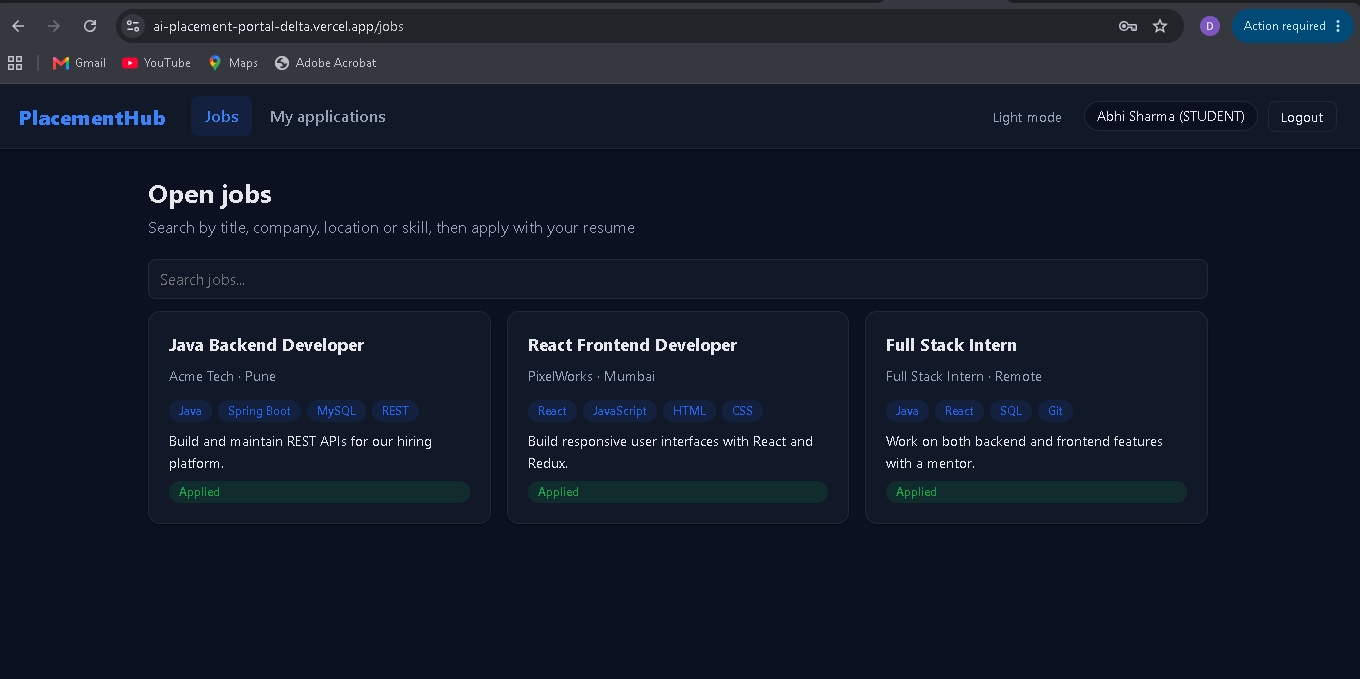 ai-placement-portal-delta.vercel.app/jobs
D
Action required
Gmail
YouTube
Maps
Adobe Acrobat
PlacementHub
Jobs
My applications
Light mode
Abhi Sharma (STUDENT)
Logout
Open jobs
Search by title, company, location or skill, then apply with your resume
Search jobs...
Java Backend Developer
Acme Tech · Pune
Java Spring Boot MySQL REST
Build and maintain REST APIs for our hiring
platform.
Applied
React Frontend Developer
PixelWorks · Mumbai
React JavaScript HTML CSS
Build responsive user interfaces with React and
Redux.
Applied
Full Stack Intern
Full Stack Intern · Remote
Java React SQL Git
Work on both backend and frontend features
with a mentor.
Applied